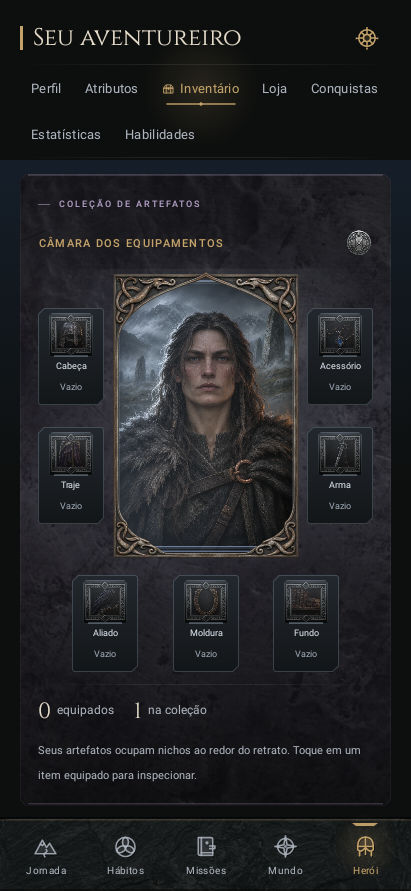 Seu aventureiro
Perfil Atributos Inventário Loja Conquistas
Estatísticas Habilidades
COLEÇÃO DE ARTEFATOS
CÂMARA DOS EQUIPAMENTOS
Cabeça
Vazio
Acessório
Vazio
Traje
Vazio
Arma
Vazio
Aliado
Vazio
Moldura
Vazio
Fundo
Vazio
0 equipados 1 na coleção
Seus artefatos ocupam nichos ao redor do retrato. Toque em um
item equipado para inspecionar.
Jornada Hábitos Missões Mundo Herói